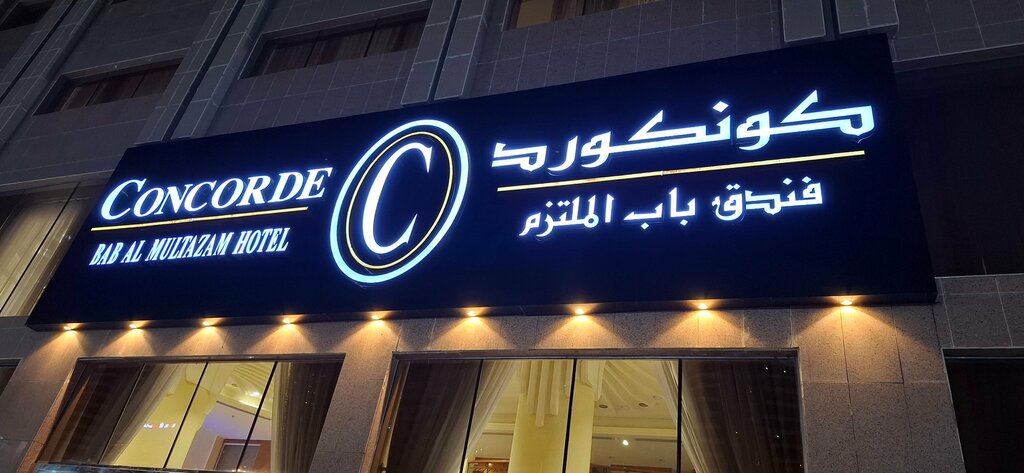 CONCORDE
BAB AL MULTAZAM HOTEL
C
كونكورد
فندق باب الملتزم